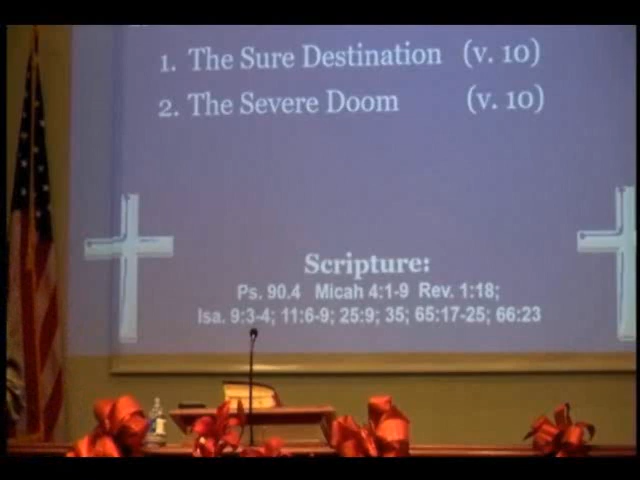 1. The Sure Destination (v. 10)
2. The Severe Doom (v. 10)
Scripture:
Ps. 90.4 Micah 4:1-9 Rev. 1:18;
Isa. 9:3-4; 11:6-9; 25:9; 35; 65:17-25; 66:23